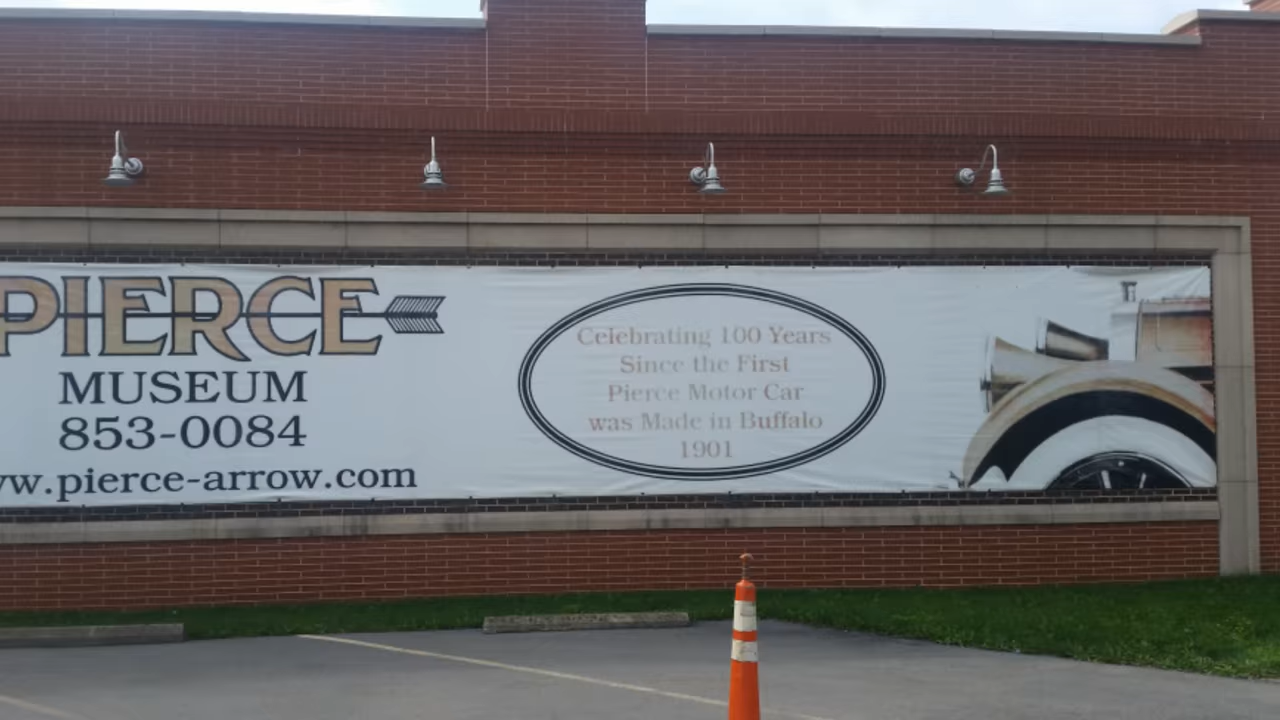 PIERCE
MUSEUM
853-0084
ww.pierce-arrow.com
Celebrating 100 Years
Since the First
Pierce Motor Car
was Made in Buffalo
1901